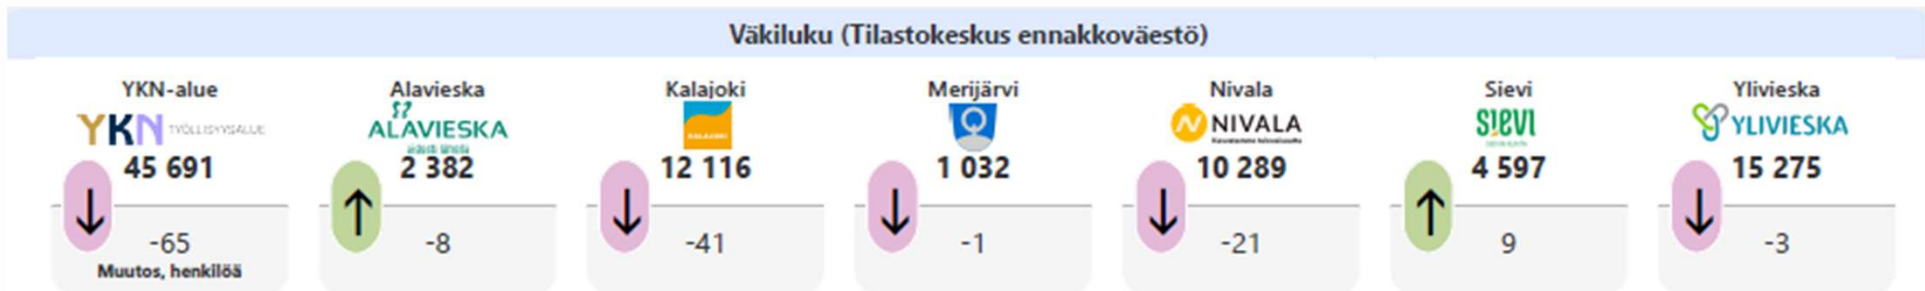 Väkiluku (Tilastokeskus ennakkoväestö)
YKN-alue
YKN TYÖLLISYYSALUE
45 691
-65
Muutos, henkilöä
Alavieska
ALAVIESKA
2 382
-8
Kalajoki
KALAJOKI
12 116
-41
Merijärvi
1 032
-1
Nivala
NIVALA
10 289
-21
Sievi
SIEVI
4 597
9
Ylivieska
YLIVIESKA
15 275
-3